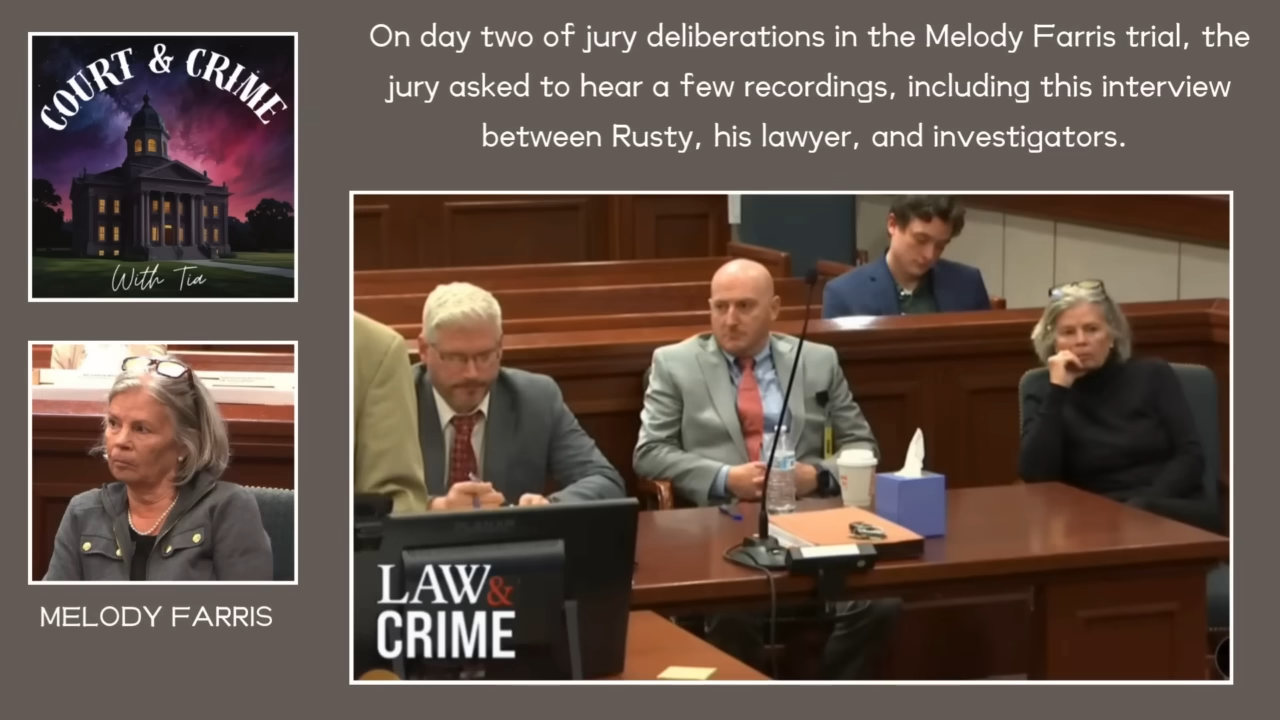 COURT & CRIME
With Tia
On day two of jury deliberations in the Melody Farris trial, the
jury asked to hear a few recordings, including this interview
between Rusty, his lawyer, and investigators.
MELODY FARRIS
LAW&
CRIME